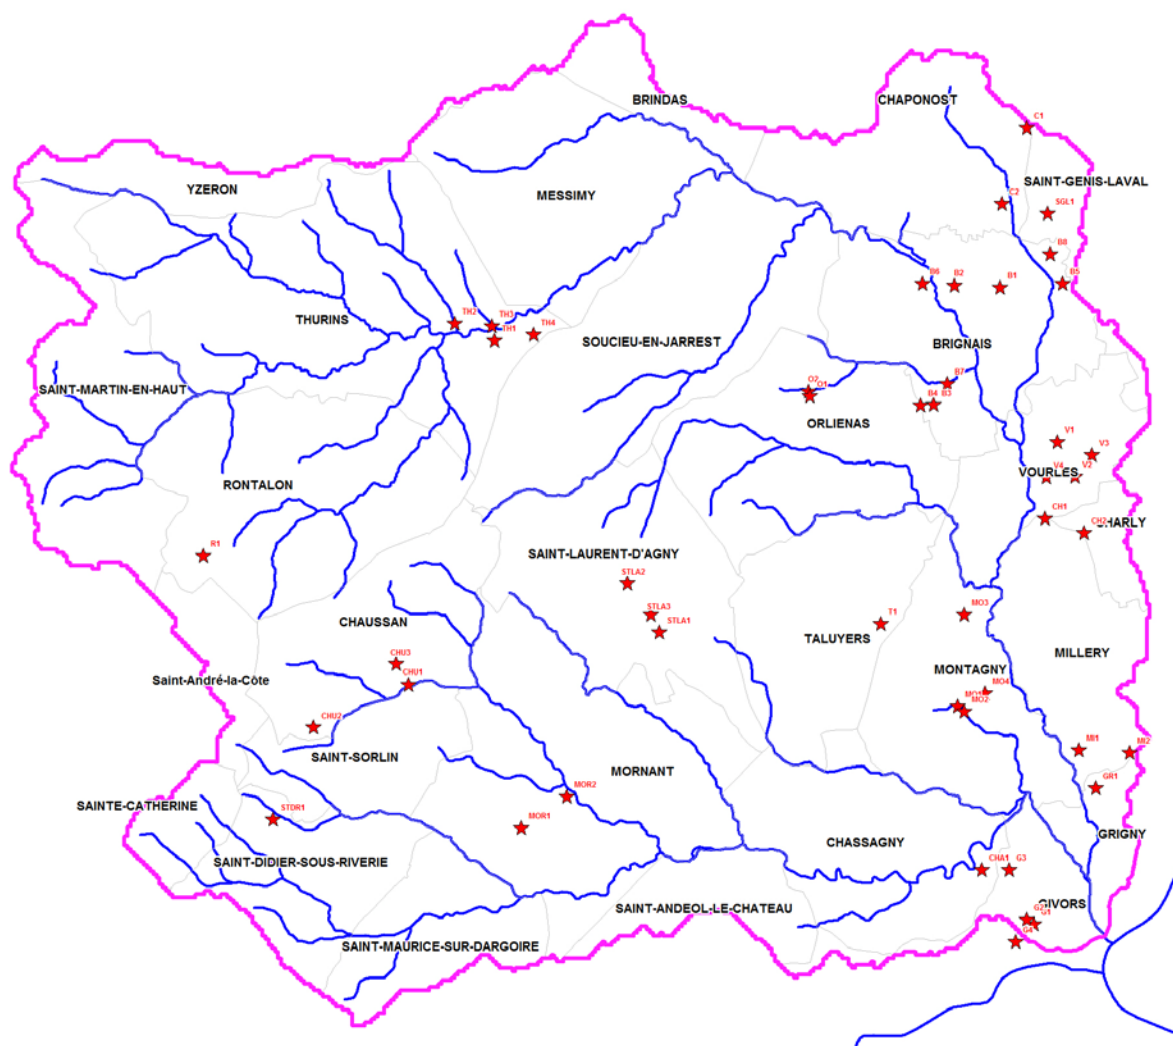 BRINDAS
CHAPONOST
C1
YZERON
MESSIMY
SAINT-GENIS-LAVAL
C2
SGL1
B8
B6
B2
B1
B5
THURINS
TH2
TH3
TH1
TH4
SOUCIEU-EN-JARREST
BRIGNAIS
SAINT-MARTIN-EN-HAUT
O2
O1
B7
B4
B3
ORLIENAS
V1
V3
RONTALON
VOURLES
V4
V2
CH1
CH2
CHARLY
R1
SAINT-LAURENT-D'AGNY
STLA2
STLA3
STLA1
CHAUSSAN
T1
MO3
TALUYERS
MILLERY
CHU3
CHU1
Saint-André-la-Côte
MONTAGNY
MO4
MO1
MO2
CHU2
SAINT-SORLIN
MORNANT
MI1
MI2
MOR2
GR1
SAINTE-CATHERINE
STDR1
MOR1
CHASSAGNY
GRIGNY
SAINT-DIDIER-SOUS-RIVERIE
CHA1
G3
SAINT-ANDEOL-LE-CHATEAU
GIVORS
G2
G1
G4
SAINT-MAURICE-SUR-DARGOIRE